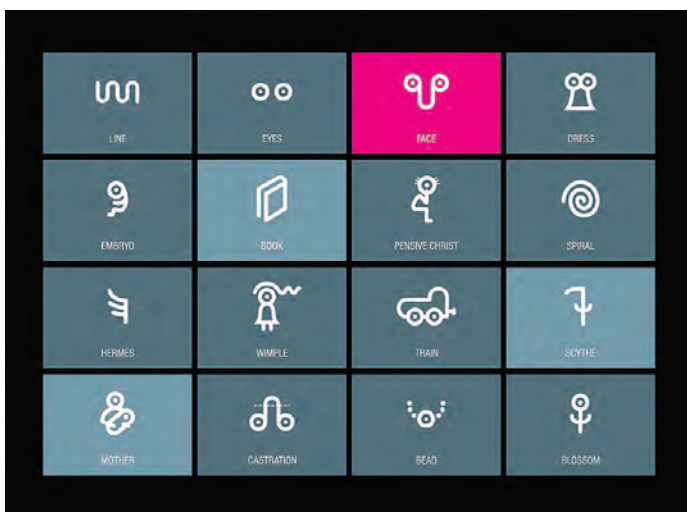 LINE
EYES
FACE
DRESS
EMBRYO
BOOK
PENSIVE CHRIST
SPIRAL
HERMES
WIMPLE
TRAIN
SCYTHE
MOTHER
CASTRATION
BEAD
BLOSSOM